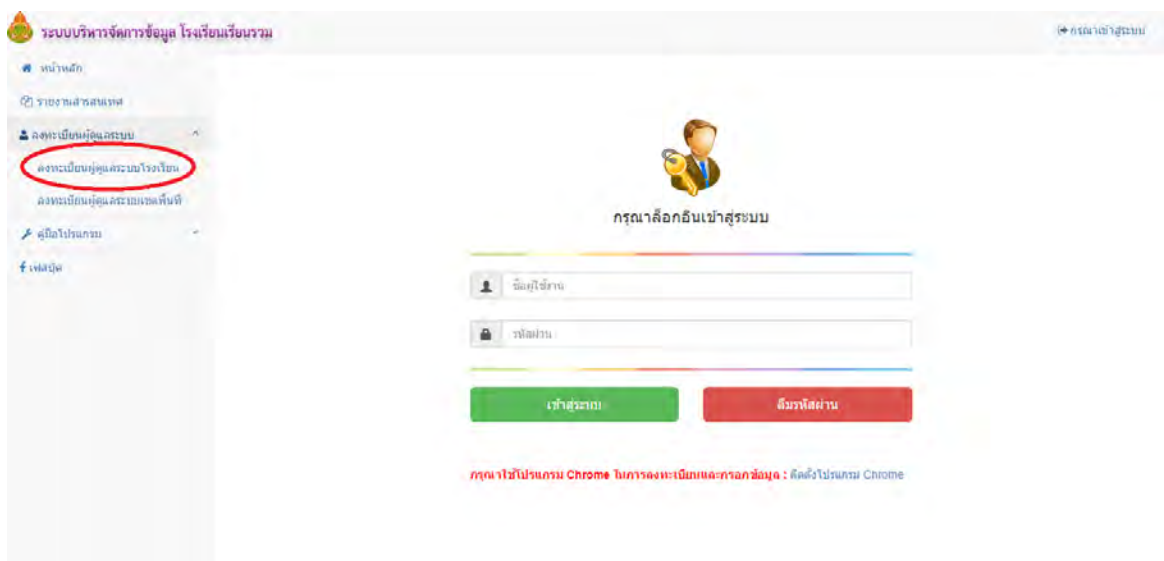 ระบบบริหารจัดการข้อมูล โรงเรียนเรียนรวม
กรุณาเข้าสู่ระบบ
หน้าหลัก
รายงานสารสนเทศ
ลงทะเบียนผู้ดูแลระบบ
ลงทะเบียนผู้ดูแลระบบโรงเรียน
ลงทะเบียนผู้ดูแลระบบเขตพื้นที่
คู่มือโปรแกรม
เฟสบุ๊ค
กรุณาล็อกอินเข้าสู่ระบบ
ชื่อผู้ใช้งาน
รหัสผ่าน
เข้าสู่ระบบ
ลืมรหัสผ่าน
กรุณาใช้โปรแกรม Chrome ในการลงทะเบียนและกรอกข้อมูล : ติดตั้งโปรแกรม Chrome